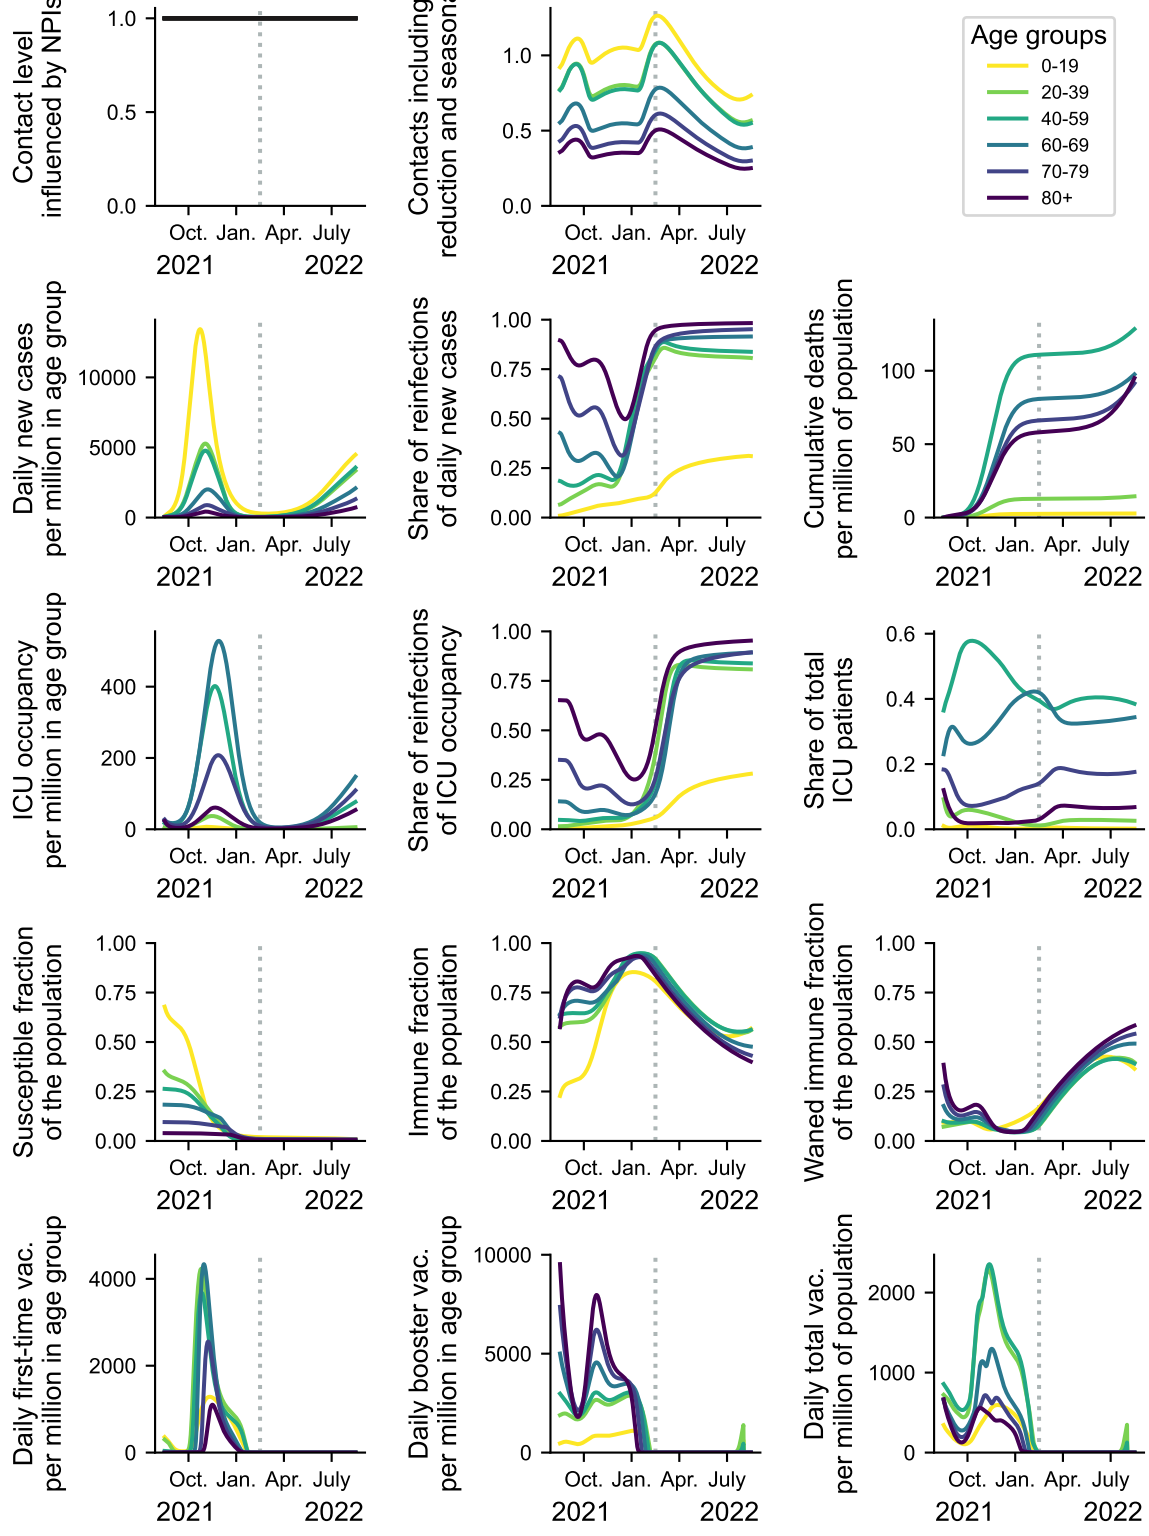 Contact level
influenced by NPIs
1.0
0.5
0.0
Oct. Jan. Apr. July
2021 2022
Contacts including
reduction and
1.0
0.5
0.0
Oct. Jan. Apr. July
2021 2022
Age groups
0-19
20-39
40-59
60-69
70-79
80+
Daily new cases
per million in age group
10000
5000
0
Oct. Jan. Apr. July
2021 2022
Share of reinfections
of daily new cases
1.00
0.75
0.50
0.25
0.00
Oct. Jan. Apr. July
2021 2022
Cumulative deaths
per million of population
100
50
0
Oct. Jan. Apr. July
2021 2022
ICU occupancy
per million in age group
400
200
0
Oct. Jan. Apr. July
2021 2022
Share of reinfections
of ICU occupancy
1.00
0.75
0.50
0.25
0.00
Oct. Jan. Apr. July
2021 2022
Share of total
ICU patients
0.6
0.4
0.2
0.0
Oct. Jan. Apr. July
2021 2022
Susceptible fraction
of the population
1.00
0.75
0.50
0.25
0.00
Oct. Jan. Apr. July
2021 2022
Immune fraction
of the population
1.00
0.75
0.50
0.25
0.00
Oct. Jan. Apr. July
2021 2022
Waned immune fraction
of the population
1.00
0.75
0.50
0.25
0.00
Oct. Jan. Apr. July
2021 2022
Daily first-time vac.
per million in age group
4000
2000
0
Oct. Jan. Apr. July
2021 2022
Daily booster vac.
per million in age group
10000
5000
0
Oct. Jan. Apr. July
2021 2022
Daily total vac.
per million of population
2000
1000
0
Oct. Jan. Apr. July
2021 2022